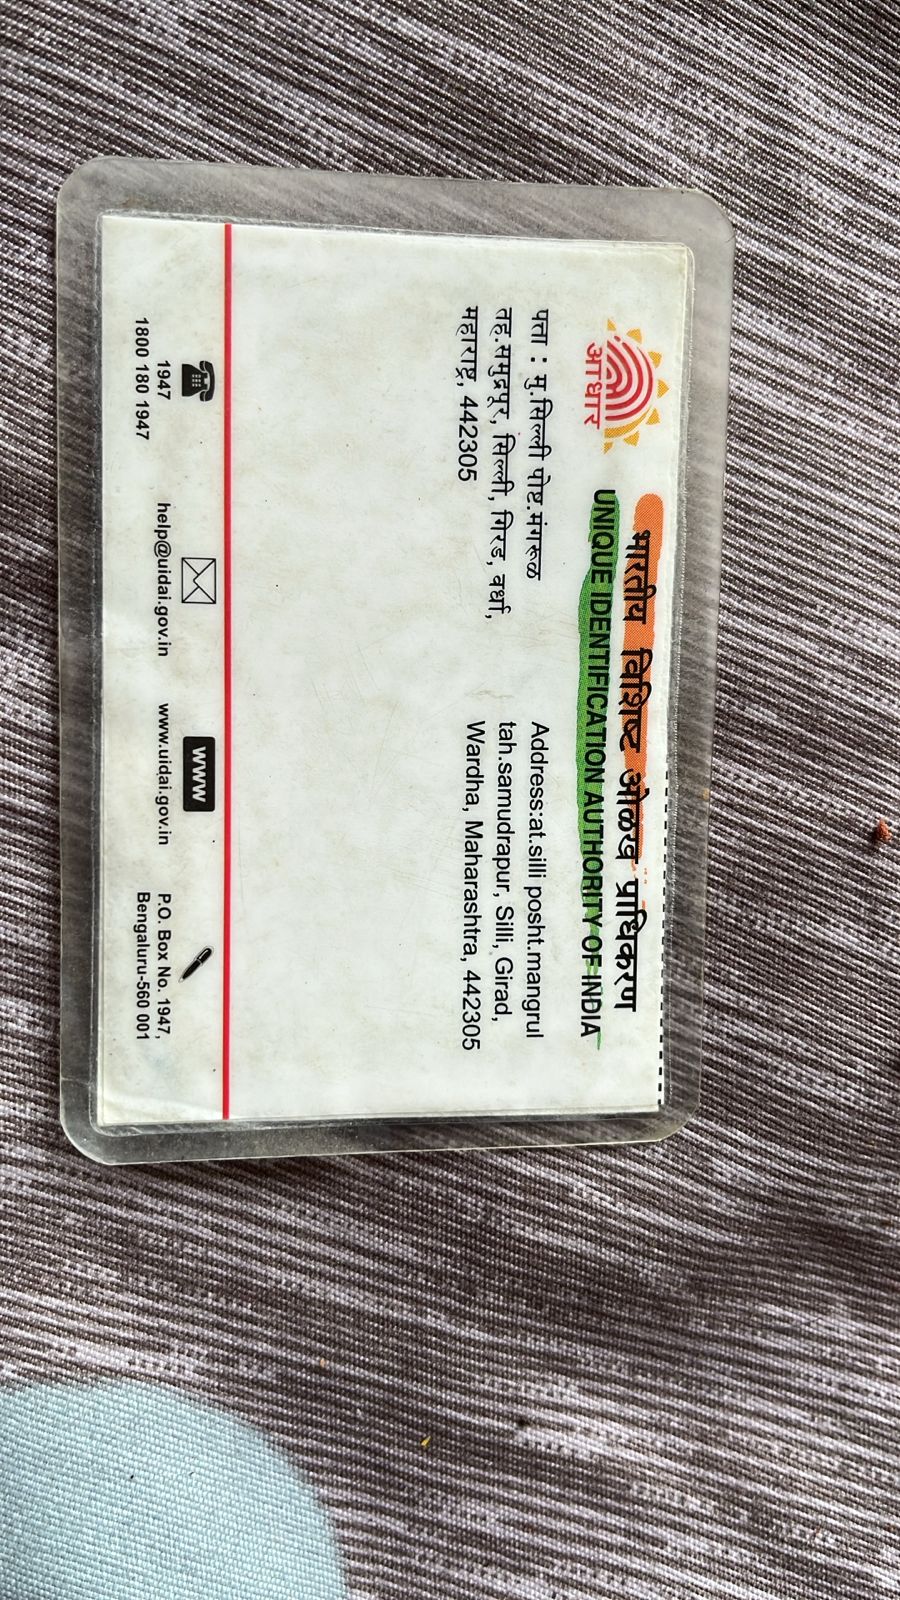 आधार
भारतीय विशिष्ट ओळख प्राधिकरण
UNIQUE IDENTIFICATION AUTHORITY OF INDIA
पत्ता : मु.सिल्ली पोष्ट.मंगरूळ
तह.समुद्रपूर, सिल्ली, गिरड, वर्धा,
महाराष्ट्र, 442305
Address:at.silli posht.mangrul
tah.samudrapur, Silli, Girad,
Wardha, Maharashtra, 442305
1947
1800 180 1947
help@uidai.gov.in
www
www.uidai.gov.in
P.O. Box No. 1947,
Bengaluru-560 001